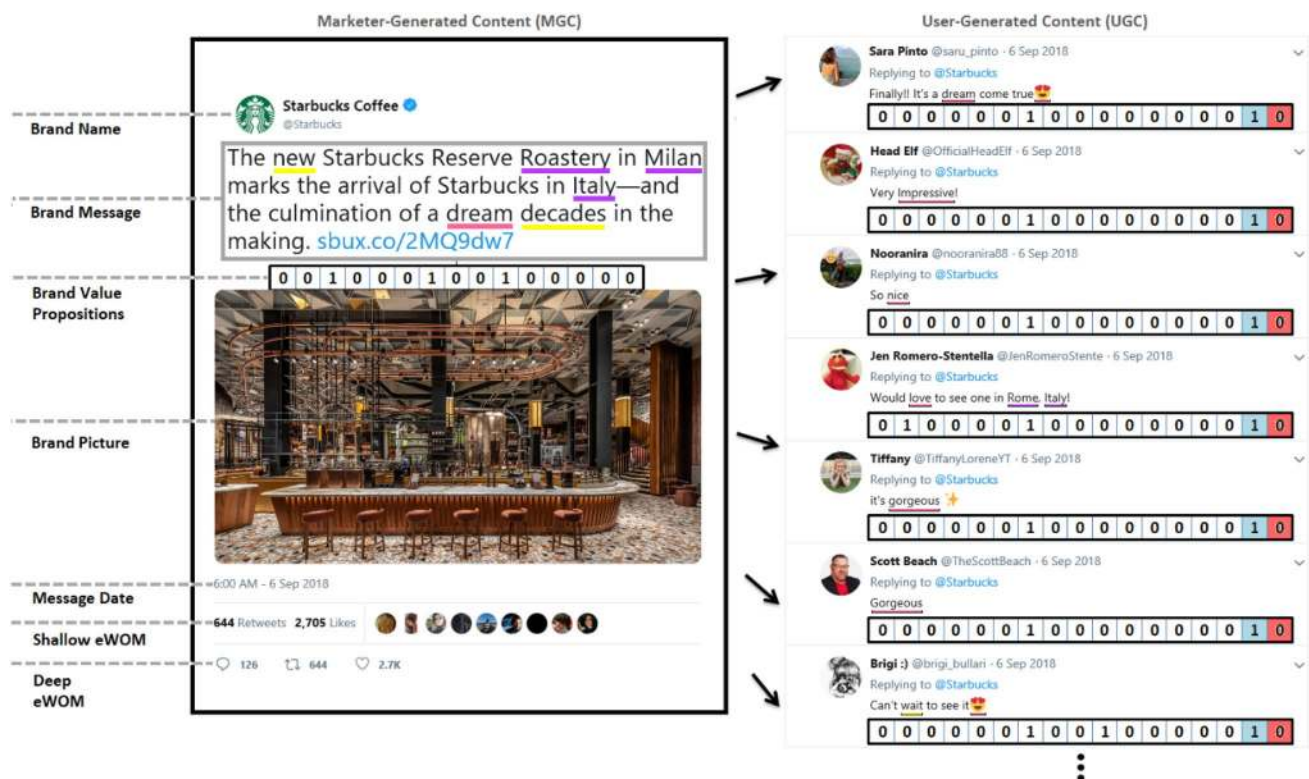 Marketer-Generated Content (MGC)
Brand Name
Starbucks Coffee
@Starbucks
Brand Message
The new Starbucks Reserve Roastery in Milan
marks the arrival of Starbucks in Italy—and
the culmination of a dream decades in the
making. sbux.co/2MQ9dw7
Brand Value
Propositions
0 0 1 0 0 0 1 0 0 1 0 0 0 0 0
Brand Picture
Message Date
6:00 AM - 6 Sep 2018
Shallow eWOM
644 Retweets 2,705 Likes
Deep
eWOM
126 644 2.7K
User-Generated Content (UGC)
Sara Pinto @saru_pinto · 6 Sep 2018
Replying to @Starbucks
Finally!! It's a dream come true😍
0 0 0 0 0 0 1 0 0 0 0 0 0 0 0 1 0
Head Elf @OfficialHeadElf · 6 Sep 2018
Replying to @Starbucks
Very Impressive!
0 0 0 0 0 0 1 0 0 0 0 0 0 0 0 1 0
Nooranira @nooranira88 · 6 Sep 2018
Replying to @Starbucks
So nice
0 0 0 0 0 0 1 0 0 0 0 0 0 0 0 1 0
Jen Romero-Stentella @JenRomeroStente · 6 Sep 2018
Replying to @Starbucks
Would love to see one in Rome, Italy!
0 1 0 0 0 0 1 0 0 0 0 0 0 0 0 1 0
Tiffany @TiffanyLoreneYT · 6 Sep 2018
Replying to @Starbucks
it's gorgeous ✨
0 0 0 0 0 0 1 0 0 0 0 0 0 0 0 1 0
Scott Beach @TheScottBeach · 6 Sep 2018
Replying to @Starbucks
Gorgeous
0 0 0 0 0 0 1 0 0 0 0 0 0 0 0 1 0
Brigi :) @brigi_bullari · 6 Sep 2018
Replying to @Starbucks
Can't wait to see it😍
0 0 0 0 0 0 1 0 0 1 0 0 0 0 0 1 0